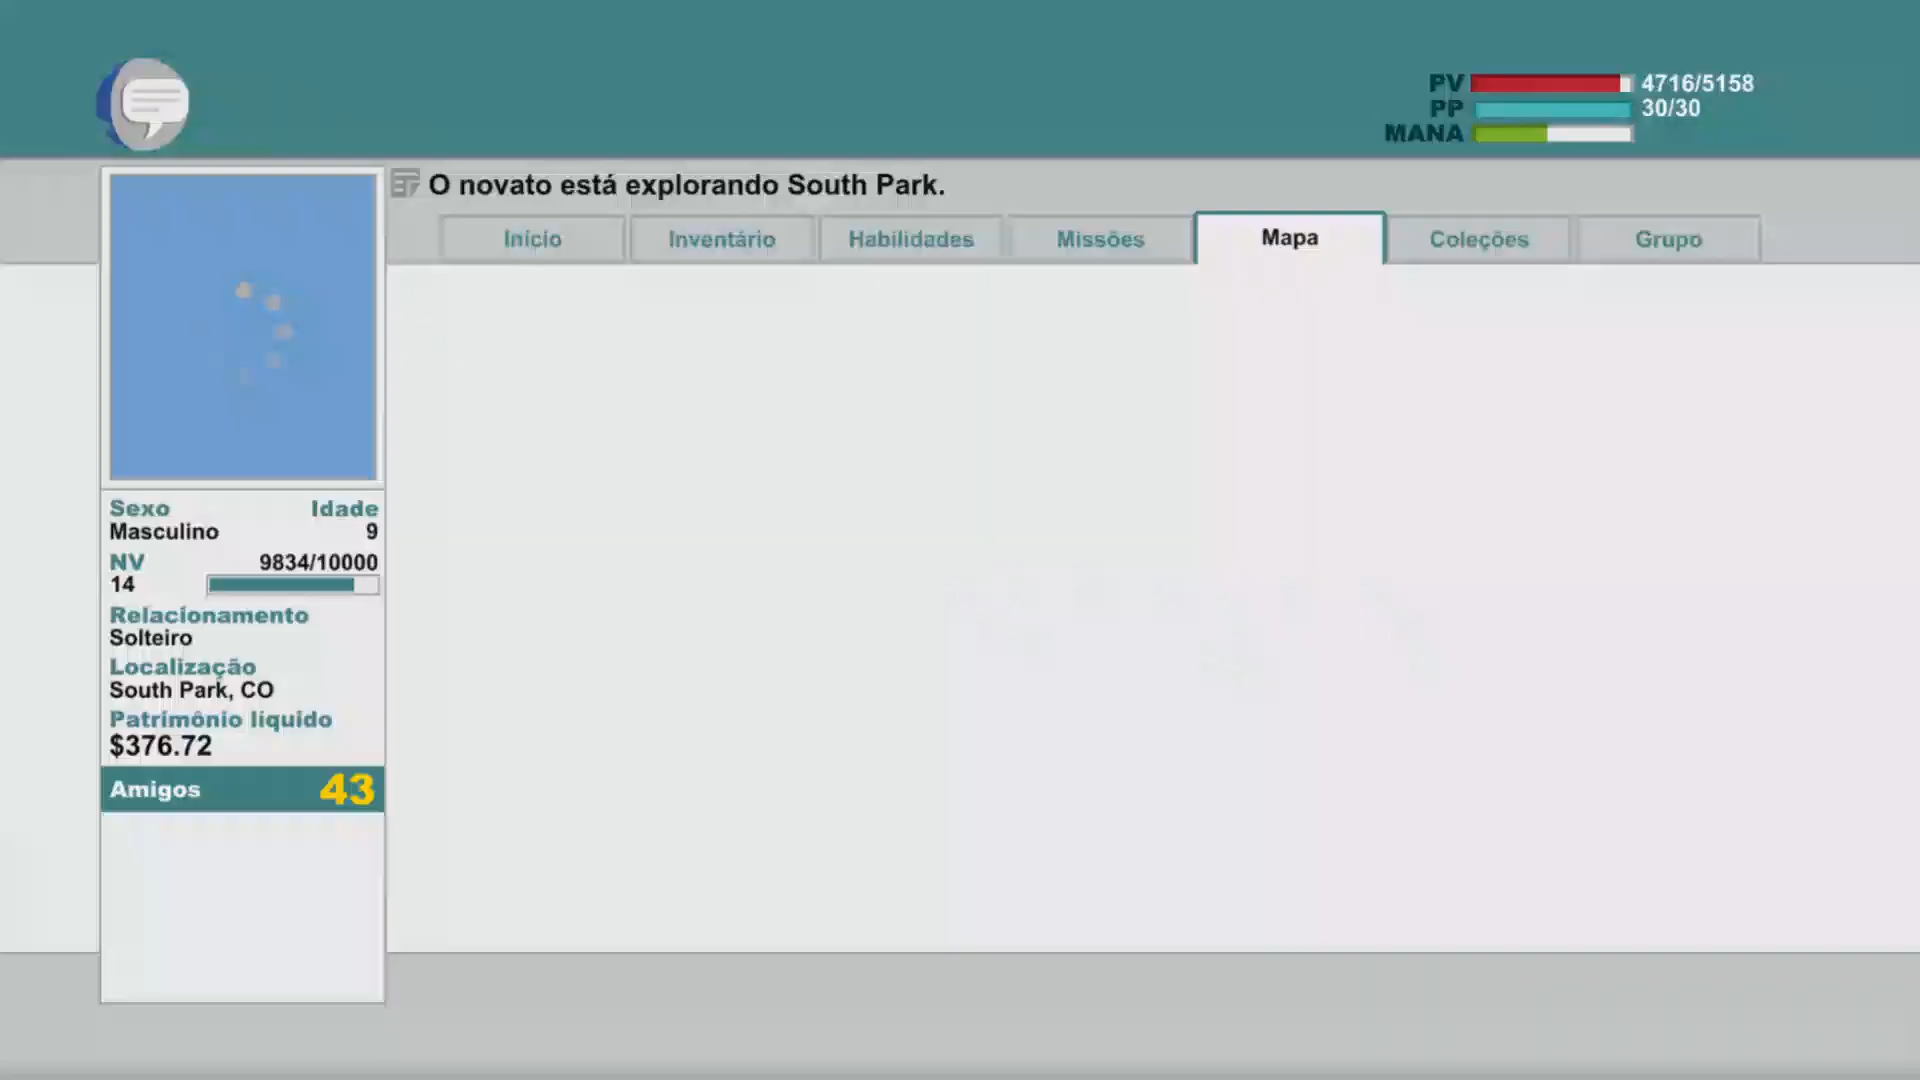 PV 4716/5158
PP 30/30
MANA
O novato está explorando South Park.
Início Inventário Habilidades Missões Mapa Coleções Grupo
Sexo Idade
Masculino 9
NV 9834/10000
14
Relacionamento
Solteiro
Localização
South Park, CO
Patrimônio líquido
$376.72
Amigos 43